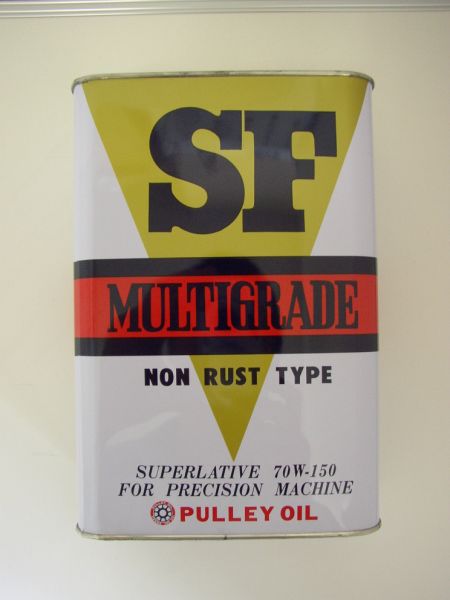 SF
MULTIGRADE
NON RUST TYPE
SUPERLATIVE 70W-150
FOR PRECISION MACHINE
PULLEY OIL